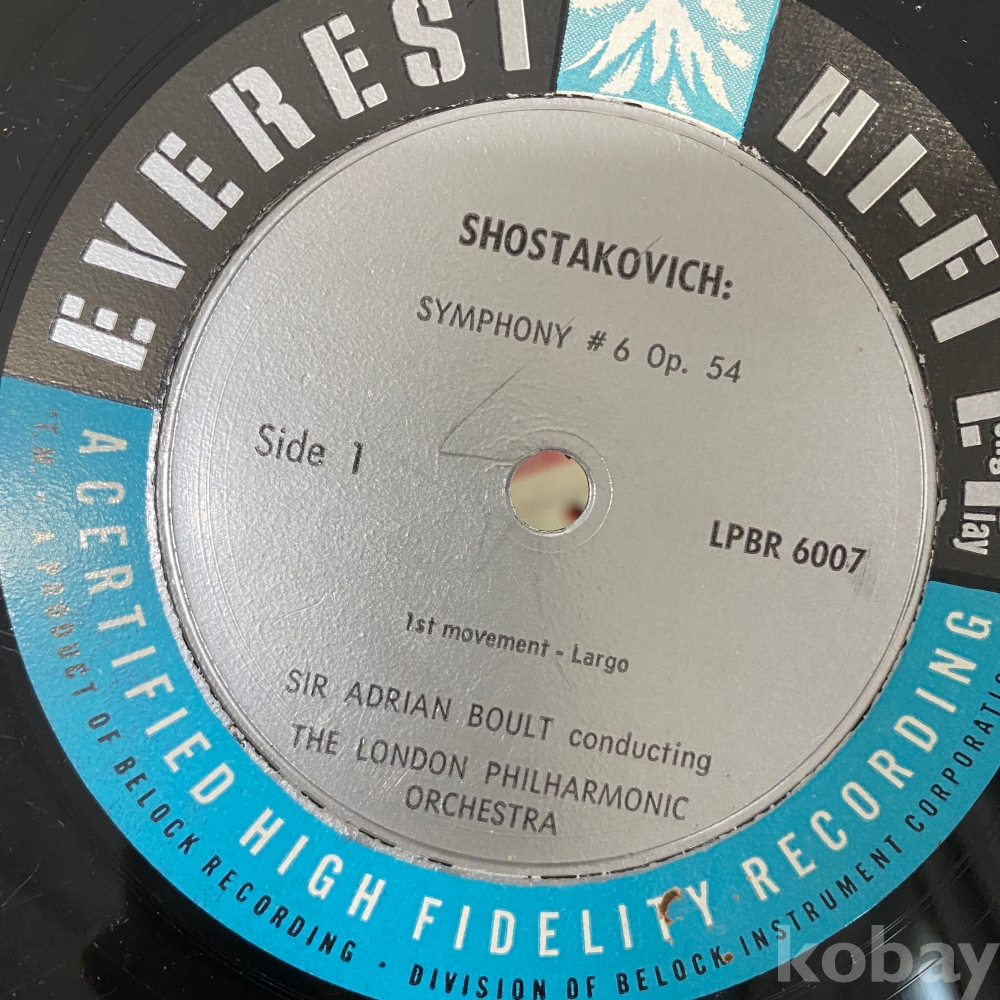 EVEREST
HI-FI
SHOSTAKOVICH:
SYMPHONY # 6 Op. 54
Side 1
LPBR 6007
1st movement - Largo
SIR ADRIAN BOULT conducting
THE LONDON PHILHARMONIC
ORCHESTRA
A CERTIFIED HIGH FIDELITY RECORDING
T.M. - A PRODUCT OF BELOCK RECORDING • DIVISION OF BELOCK INSTRUMENT CORPORATIO
kobay